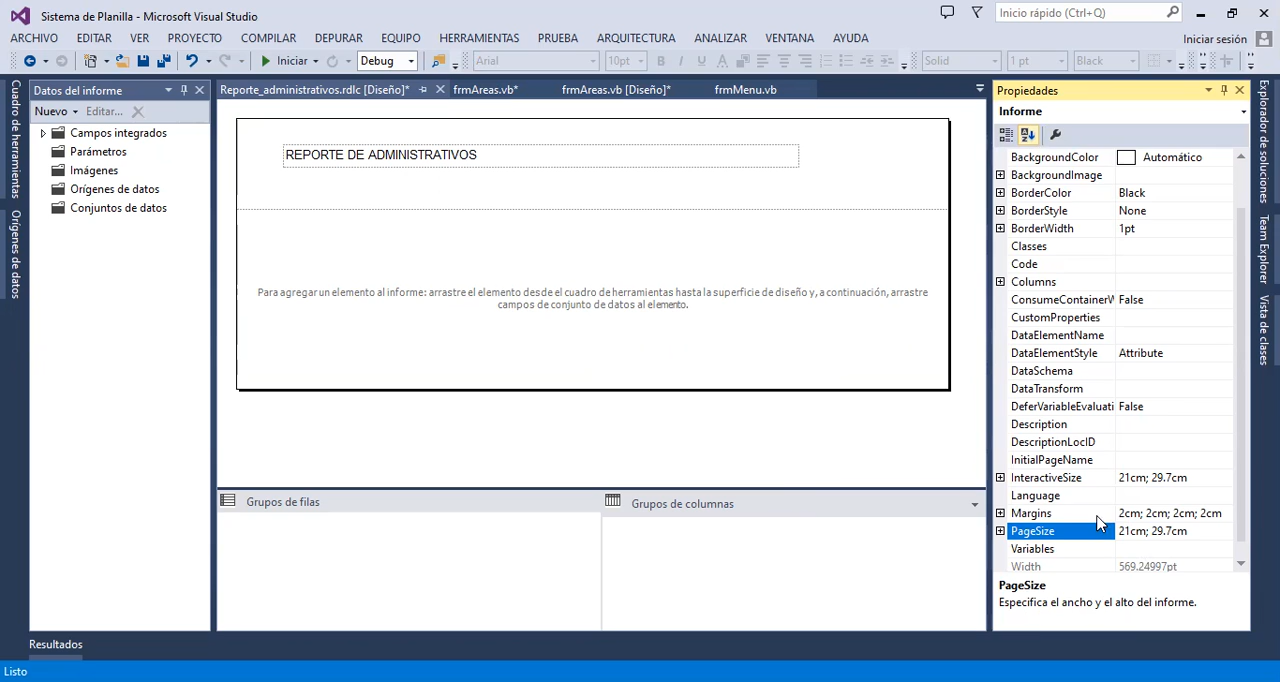 Sistema de Planilla - Microsoft Visual Studio
Inicio rápido (Ctrl+Q)
ARCHIVO EDITAR VER PROYECTO COMPILAR DEPURAR EQUIPO HERRAMIENTAS PRUEBA ARQUITECTURA ANALIZAR VENTANA AYUDA
Iniciar sesión
Iniciar Debug Arial 10pt B I U A Solid 1 pt Black
Cuadro de herramientas
Orígenes de datos
Datos del informe
Nuevo Editar...
Campos integrados
Parámetros
Imágenes
Orígenes de datos
Conjuntos de datos
Reporte_administrativos.rdlc [Diseño]* frmAreas.vb* frmAreas.vb [Diseño]* frmMenu.vb
REPORTE DE ADMINISTRATIVOS
Para agregar un elemento al informe: arrastre el elemento desde el cuadro de herramientas hasta la superficie de diseño y, a continuación, arrastre
campos de conjunto de datos al elemento.
Grupos de filas
Grupos de columnas
Propiedades
Informe
BackgroundColor Automático
BackgroundImage
BorderColor Black
BorderStyle None
BorderWidth 1pt
Classes
Code
Columns
ConsumeContainerW False
CustomProperties
DataElementName
DataElementStyle Attribute
DataSchema
DataTransform
DeferVariableEvaluati False
Description
DescriptionLocID
InitialPageName
InteractiveSize 21cm; 29.7cm
Language
Margins 2cm; 2cm; 2cm; 2cm
PageSize 21cm; 29.7cm
Variables
Width 569.24997pt
PageSize
Especifica el ancho y el alto del informe.
Explorador de soluciones
Team Explorer
Vista de clases
Resultados
Listo